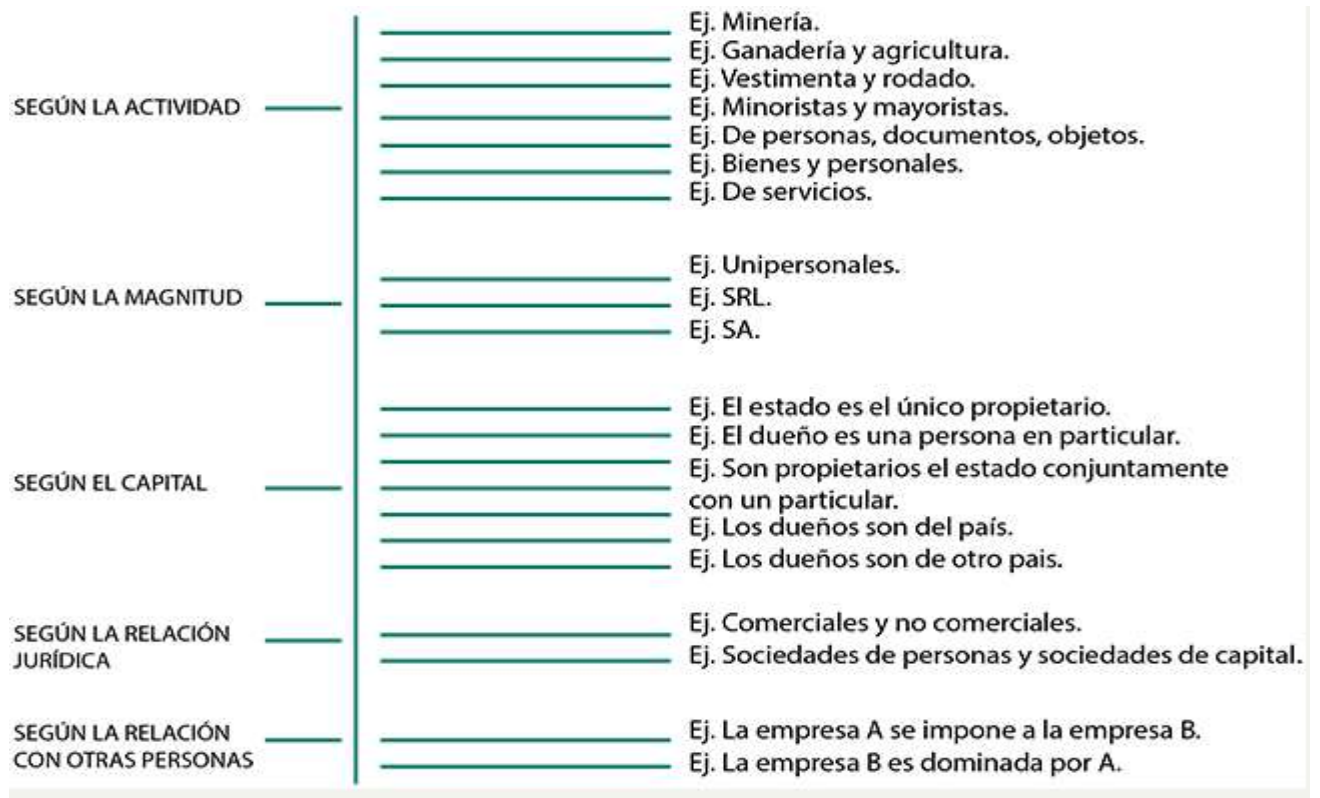 Ej. Minería.
Ej. Ganadería y agricultura.
Ej. Vestimenta y rodado.
SEGÚN LA ACTIVIDAD
Ej. Minoristas y mayoristas.
Ej. De personas, documentos, objetos.
Ej. Bienes y personales.
Ej. De servicios.
Ej. Unipersonales.
SEGÚN LA MAGNITUD
Ej. SRL.
Ej. SA.
Ej. El estado es el único propietario.
Ej. El dueño es una persona en particular.
SEGÚN EL CAPITAL
Ej. Son propietarios el estado conjuntamente
con un particular.
Ej. Los dueños son del país.
Ej. Los dueños son de otro pais.
SEGÚN LA RELACIÓN
JURÍDICA
Ej. Comerciales y no comerciales.
Ej. Sociedades de personas y sociedades de capital.
SEGÚN LA RELACIÓN
CON OTRAS PERSONAS
Ej. La empresa A se impone a la empresa B.
Ej. La empresa B es dominada por A.